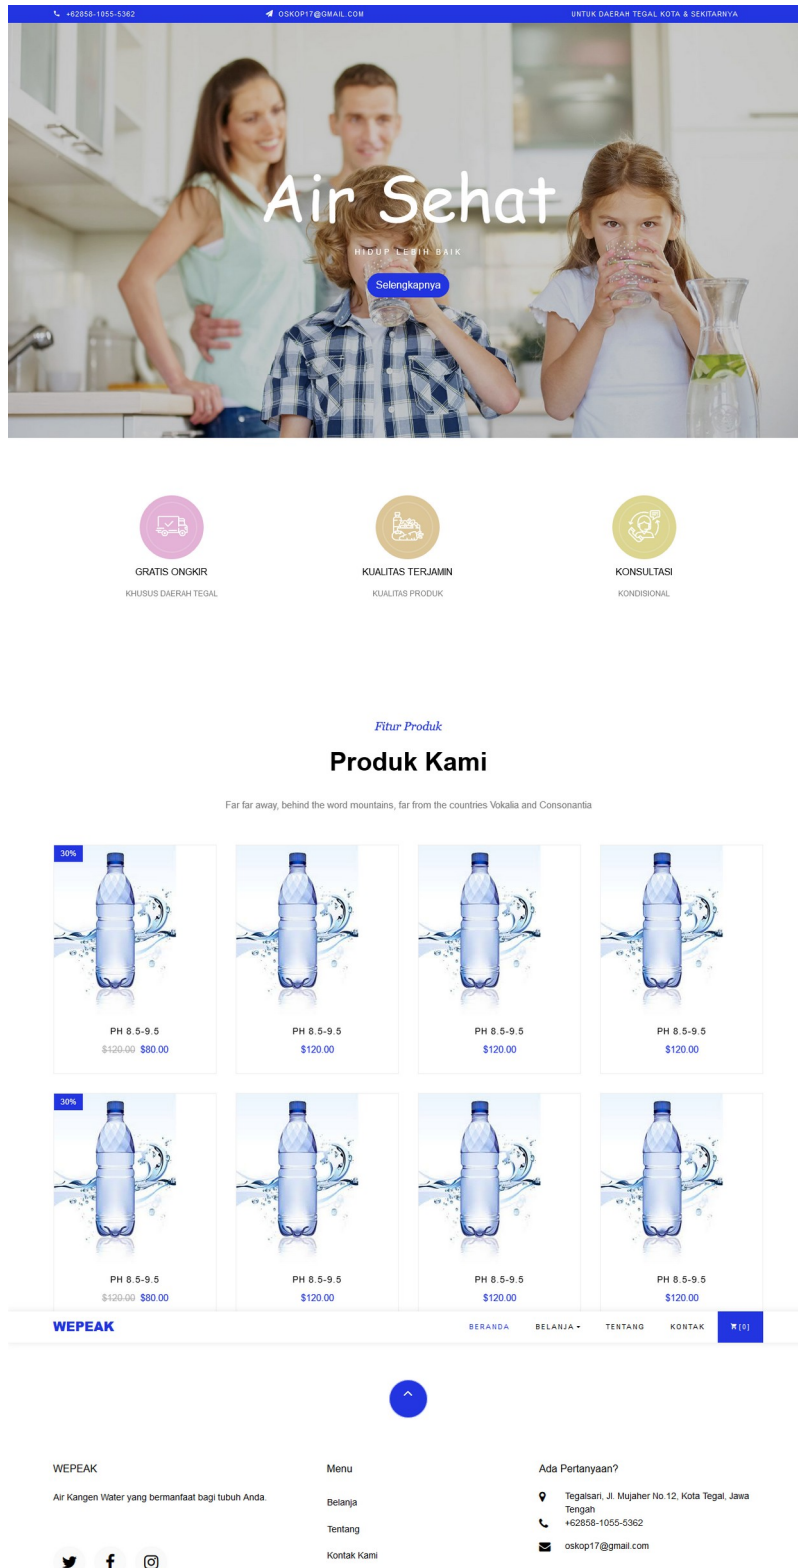 +62858-1055-5362
OSKOP17@GMAIL.COM
UNTUK DAERAH TEGAL KOTA & SEKITARNYA
Air Sehat
HIDUP LEBIH BAIK
Selengkapnya
GRATIS ONGKIR
KHUSUS DAERAH TEGAL
KUALITAS TERJAMIN
KUALITAS PRODUK
KONSULTASI
KONDISIONAL
Fitur Produk
Produk Kami
Far far away, behind the word mountains, far from the countries Vokalia and Consonantia
30%
PH 8.5-9.5
$120.00 $80.00
PH 8.5-9.5
$120.00
PH 8.5-9.5
$120.00
PH 8.5-9.5
$120.00
30%
PH 8.5-9.5
$120.00 $80.00
PH 8.5-9.5
$120.00
PH 8.5-9.5
$120.00
PH 8.5-9.5
$120.00
WEPEAK
BERANDA
BELANJA
TENTANG
KONTAK
[0]
WEPEAK
Air Kangen Water yang bermanfaat bagi tubuh Anda.
Menu
Belanja
Tentang
Kontak Kami
Ada Pertanyaan?
Tegalsari, Jl. Mujaher No.12, Kota Tegal, Jawa
Tengah
+62858-1055-5362
oskop17@gmail.com